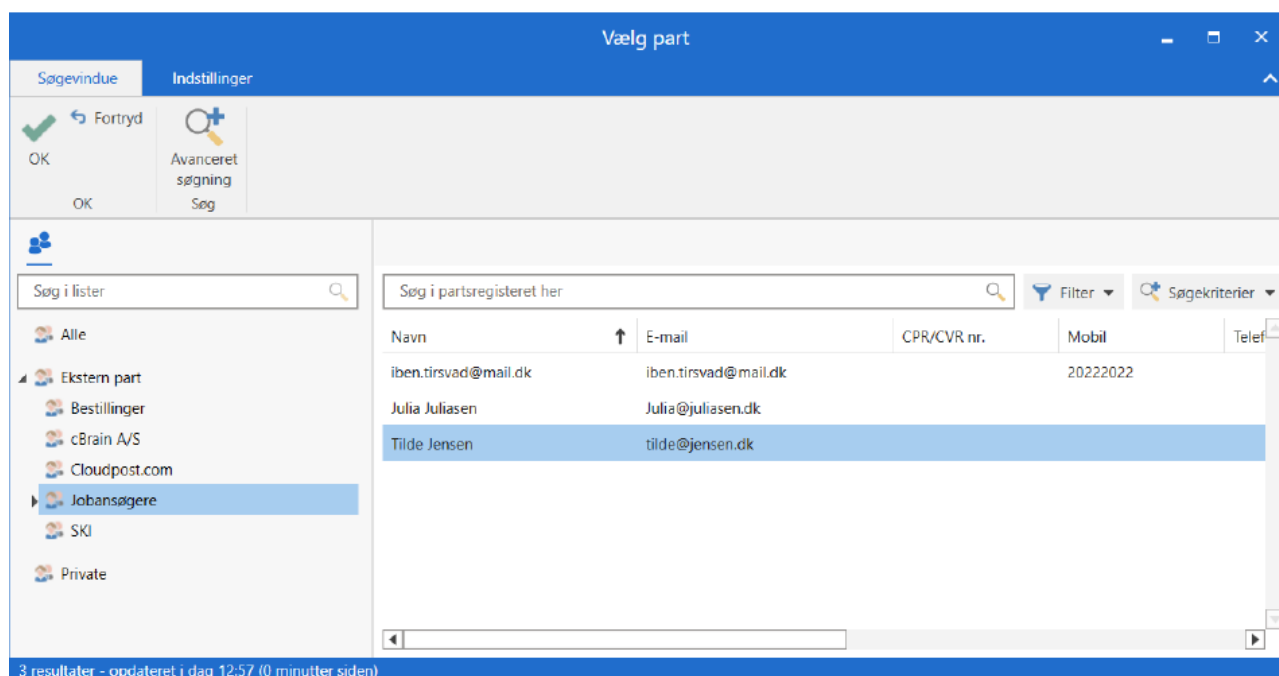 Vælg part
Søgevindue Indstillinger
Fortryd
OK
Avanceret
søgning
OK Søg
Søg i lister
Søg i partsregisteret her
Filter
Søgekriterier
Alle
Ekstern part
Bestillinger
cBrain A/S
Cloudpost.com
Jobansøgere
SKI
Private
Navn E-mail CPR/CVR nr. Mobil Telef
iben.tirsvad@mail.dk iben.tirsvad@mail.dk 20222022
Julia Juliasen Julia@juliasen.dk
Tilde Jensen tilde@jensen.dk
3 resultater - opdateret i dag 12:57 (0 minutter siden)